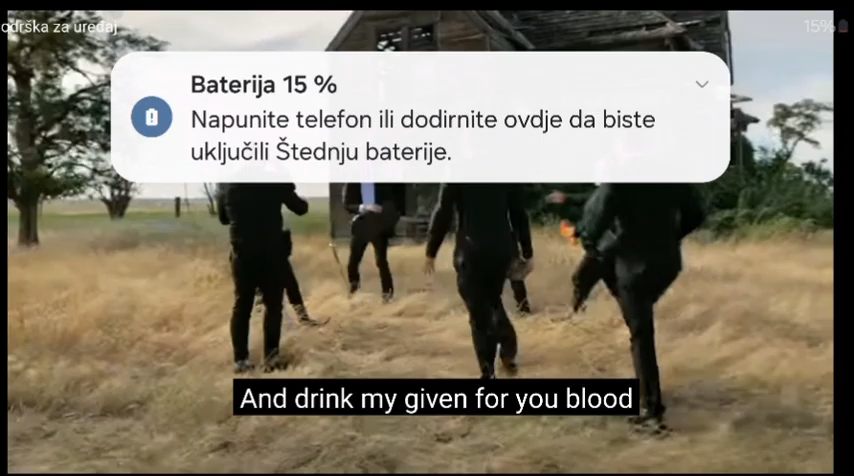 odrška za uređaj
15%
Baterija 15 %
Napunite telefon ili dodirnite ovdje da biste
uključili Štednju baterije.
And drink my given for you blood